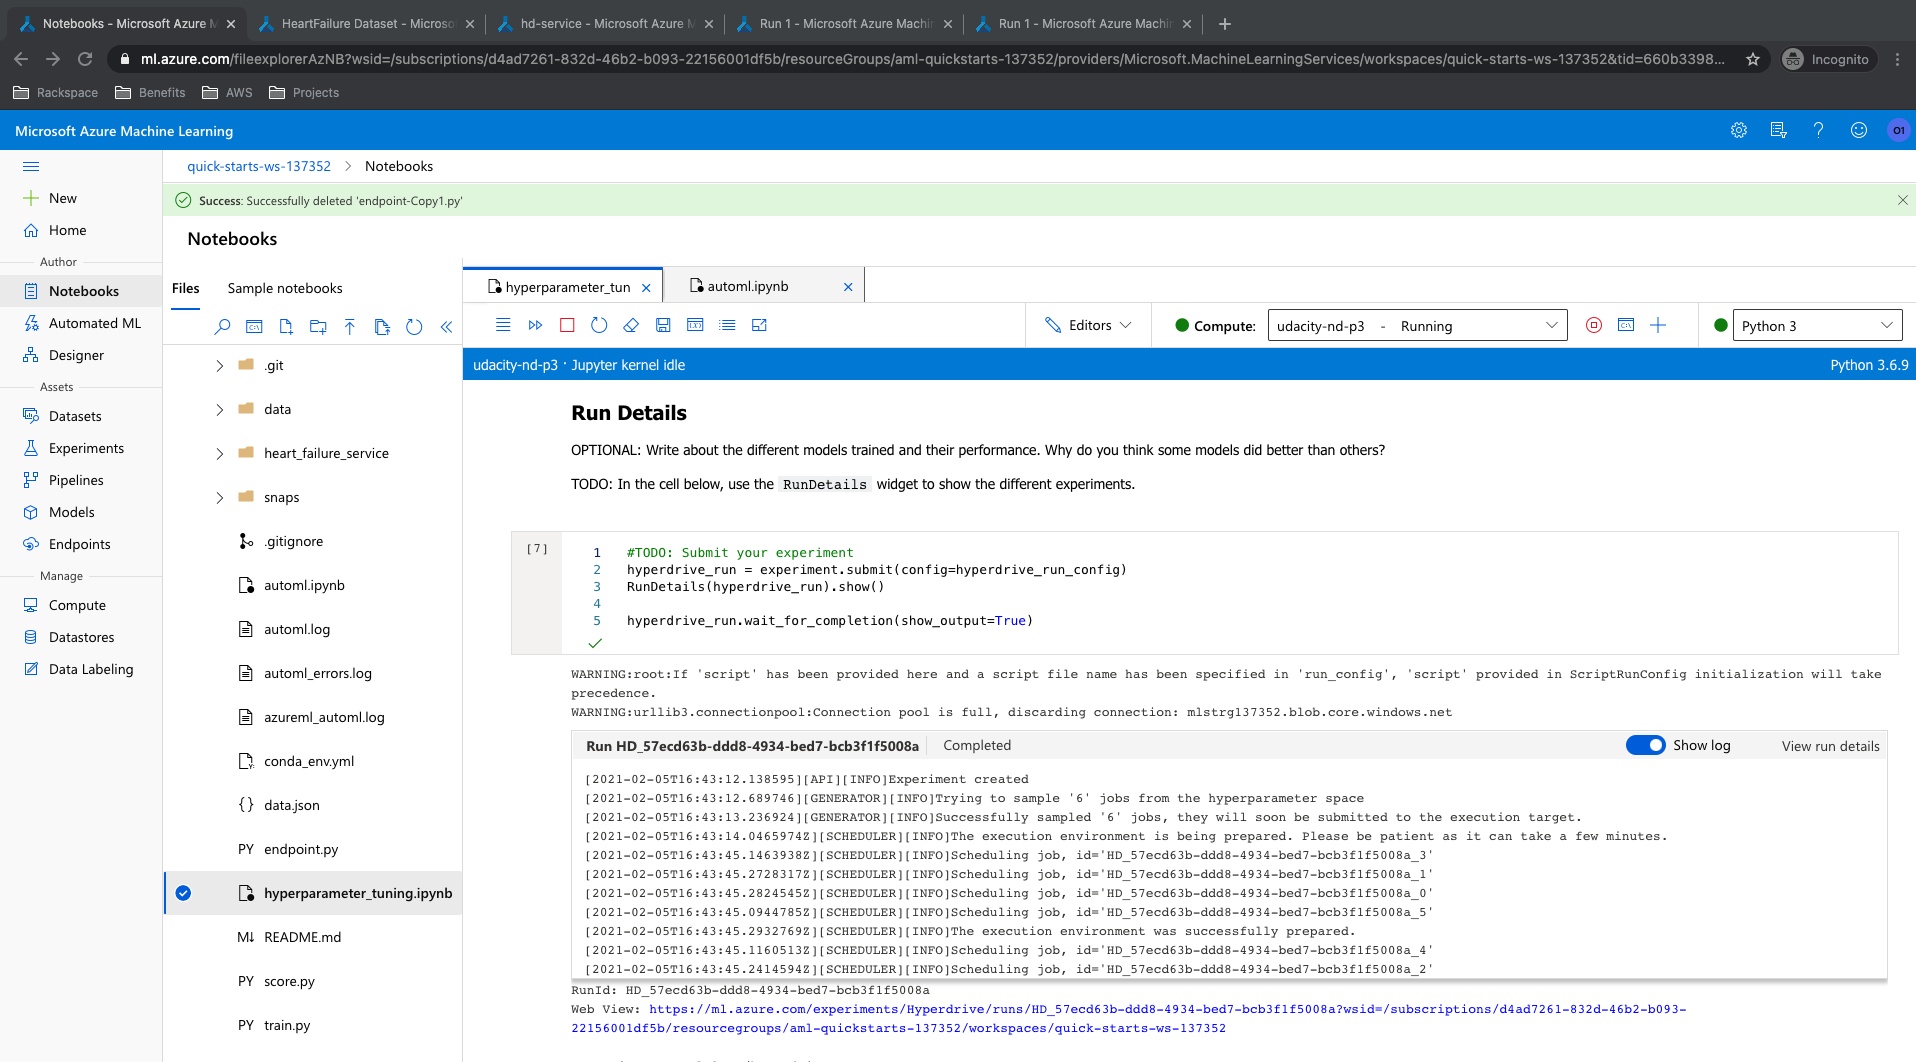 Notebooks - Microsoft Azure M
HeartFailure Dataset - Microso
hd-service - Microsoft Azure M
Run 1 - Microsoft Azure Machin
Run 1 - Microsoft Azure Machin
ml.azure.com/fileexplorerAzNB?wsid=/subscriptions/d4ad7261-832d-46b2-b093-22156001df5b/resourceGroups/aml-quickstarts-137352/providers/Microsoft.MachineLearningServices/workspaces/quick-starts-ws-137352&tid=660b3398...
Incognito
Rackspace
Benefits
AWS
Projects
Microsoft Azure Machine Learning
O1
quick-starts-ws-137352 > Notebooks
Success: Successfully deleted 'endpoint-Copy1.py'
New
Home
Author
Notebooks
Automated ML
Designer
Assets
Datasets
Experiments
Pipelines
Models
Endpoints
Manage
Compute
Datastores
Data Labeling
Notebooks
Files
Sample notebooks
.git
data
heart_failure_service
snaps
.gitignore
automl.ipynb
automl.log
automl_errors.log
azureml_automl.log
conda_env.yml
{} data.json
PY endpoint.py
hyperparameter_tuning.ipynb
M↓ README.md
PY score.py
PY train.py
hyperparameter_tun
automl.ipynb
Editors
Compute:
udacity-nd-p3 - Running
Python 3
udacity-nd-p3 · Jupyter kernel idle
Python 3.6.9
Run Details
OPTIONAL: Write about the different models trained and their performance. Why do you think some models did better than others?
TODO: In the cell below, use the RunDetails widget to show the different experiments.
[7]
1 #TODO: Submit your experiment
2 hyperdrive_run = experiment.submit(config=hyperdrive_run_config)
3 RunDetails(hyperdrive_run).show()
4
5 hyperdrive_run.wait_for_completion(show_output=True)
WARNING:root:If 'script' has been provided here and a script file name has been specified in 'run_config', 'script' provided in ScriptRunConfig initialization will take
precedence.
WARNING:urllib3.connectionpool:Connection pool is full, discarding connection: mlstrg137352.blob.core.windows.net
Run HD_57ecd63b-ddd8-4934-bed7-bcb3f1f5008a
Completed
Show log
View run details
[2021-02-05T16:43:12.138595][API][INFO]Experiment created
[2021-02-05T16:43:12.689746][GENERATOR][INFO]Trying to sample '6' jobs from the hyperparameter space
[2021-02-05T16:43:13.236924][GENERATOR][INFO]Successfully sampled '6' jobs, they will soon be submitted to the execution target.
[2021-02-05T16:43:14.0465974Z][SCHEDULER][INFO]The execution environment is being prepared. Please be patient as it can take a few minutes.
[2021-02-05T16:43:45.1463938Z][SCHEDULER][INFO]Scheduling job, id='HD_57ecd63b-ddd8-4934-bed7-bcb3f1f5008a_3'
[2021-02-05T16:43:45.2728317Z][SCHEDULER][INFO]Scheduling job, id='HD_57ecd63b-ddd8-4934-bed7-bcb3f1f5008a_1'
[2021-02-05T16:43:45.2824545Z][SCHEDULER][INFO]Scheduling job, id='HD_57ecd63b-ddd8-4934-bed7-bcb3f1f5008a_0'
[2021-02-05T16:43:45.0944785Z][SCHEDULER][INFO]Scheduling job, id='HD_57ecd63b-ddd8-4934-bed7-bcb3f1f5008a_5'
[2021-02-05T16:43:45.2932769Z][SCHEDULER][INFO]The execution environment was successfully prepared.
[2021-02-05T16:43:45.1160513Z][SCHEDULER][INFO]Scheduling job, id='HD_57ecd63b-ddd8-4934-bed7-bcb3f1f5008a_4'
[2021-02-05T16:43:45.2414594Z][SCHEDULER][INFO]Scheduling job, id='HD_57ecd63b-ddd8-4934-bed7-bcb3f1f5008a_2'
RunId: HD_57ecd63b-ddd8-4934-bed7-bcb3f1f5008a
Web View: https://ml.azure.com/experiments/Hyperdrive/runs/HD_57ecd63b-ddd8-4934-bed7-bcb3f1f5008a?wsid=/subscriptions/d4ad7261-832d-46b2-b093-
22156001df5b/resourcegroups/aml-quickstarts-137352/workspaces/quick-starts-ws-137352